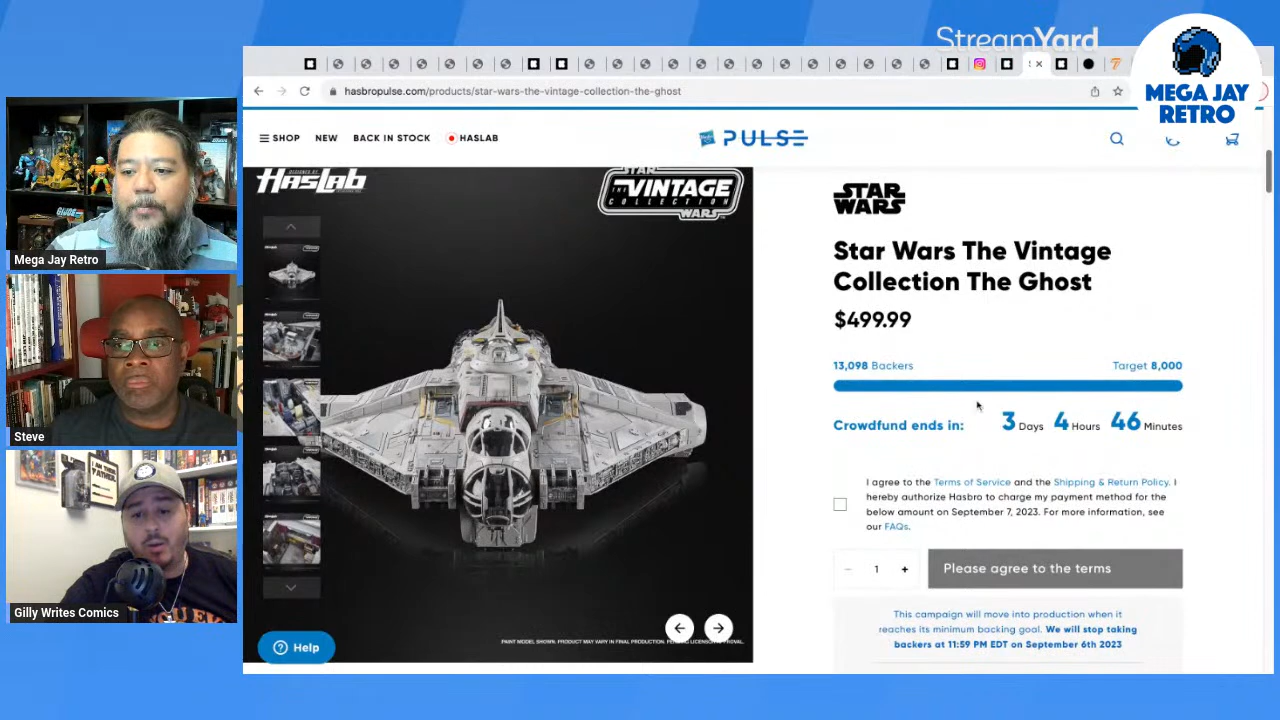 StreamYard
MEGA JAY
RETRO
hasbropulse.com/products/star-wars-the-vintage-collection-the-ghost
SHOP
NEW
BACK IN STOCK
HASLAB
PULSE
HASLAB
STAR
THE VINTAGE
COLLECTION
WARS
STAR
WARS
Star Wars The Vintage
Collection The Ghost
$499.99
13,098 Backers
Target 8,000
Crowdfund ends in:
3 Days 4 Hours 46 Minutes
I agree to the Terms of Service and the Shipping & Return Policy. I
hereby authorize Hasbro to charge my payment method for the
below amount on September 7, 2023. For more information, see
our FAQs.
− 1 +
Please agree to the terms
This campaign will move into production when it
reaches its minimum backing goal. We will stop taking
backers at 11:59 PM EDT on September 6th 2023
Help
Mega Jay Retro
Steve
Gilly Writes Comics
I AM THEIR
FATHER.